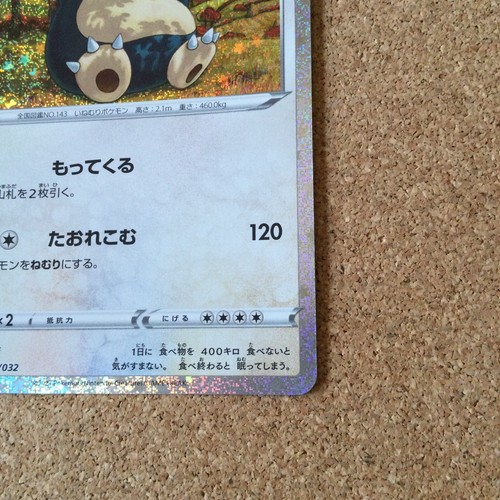 全国図鑑NO.143 いねむりポケモン 高さ：2.1m 重さ：460.0kg
もってくる
山札を2枚引く。
たおれこむ 120
モンをねむりにする。
×2 抵抗力 にげる
1日に 食べ物を 400キロ 食べないと
気がすまない。 食べ終わると 眠ってしまう。
/032